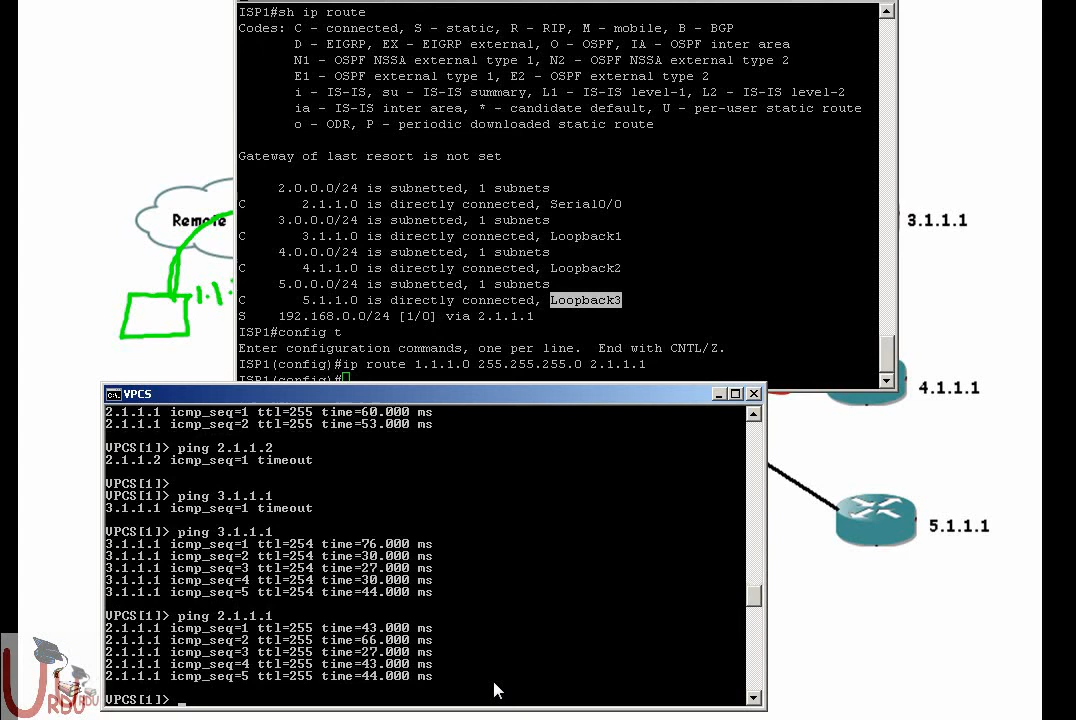 ISP1#sh ip route
Codes: C - connected, S - static, R - RIP, M - mobile, B - BGP
D - EIGRP, EX - EIGRP external, O - OSPF, IA - OSPF inter area
N1 - OSPF NSSA external type 1, N2 - OSPF NSSA external type 2
E1 - OSPF external type 1, E2 - OSPF external type 2
i - IS-IS, su - IS-IS summary, L1 - IS-IS level-1, L2 - IS-IS level-2
ia - IS-IS inter area, * - candidate default, U - per-user static route
o - ODR, P - periodic downloaded static route
Gateway of last resort is not set
2.0.0.0/24 is subnetted, 1 subnets
C 2.1.1.0 is directly connected, Serial0/0
3.0.0.0/24 is subnetted, 1 subnets
C 3.1.1.0 is directly connected, Loopback1
4.0.0.0/24 is subnetted, 1 subnets
C 4.1.1.0 is directly connected, Loopback2
5.0.0.0/24 is subnetted, 1 subnets
C 5.1.1.0 is directly connected, Loopback3
S 192.168.0.0/24 [1/0] via 2.1.1.1
ISP1#config t
Enter configuration commands, one per line. End with CNTL/Z.
ISP1(config)#ip route 1.1.1.0 255.255.255.0 2.1.1.1
ISP1(config)#
Remote
1.1.
3.1.1.1
4.1.1.1
5.1.1.1
VPCS
2.1.1.1 icmp_seq=1 ttl=255 time=60.000 ms
2.1.1.1 icmp_seq=2 ttl=255 time=53.000 ms
VPCS[1]> ping 2.1.1.2
2.1.1.2 icmp_seq=1 timeout
VPCS[1]>
VPCS[1]> ping 3.1.1.1
3.1.1.1 icmp_seq=1 timeout
VPCS[1]> ping 3.1.1.1
3.1.1.1 icmp_seq=1 ttl=254 time=76.000 ms
3.1.1.1 icmp_seq=2 ttl=254 time=30.000 ms
3.1.1.1 icmp_seq=3 ttl=254 time=27.000 ms
3.1.1.1 icmp_seq=4 ttl=254 time=30.000 ms
3.1.1.1 icmp_seq=5 ttl=254 time=44.000 ms
VPCS[1]> ping 2.1.1.1
2.1.1.1 icmp_seq=1 ttl=255 time=43.000 ms
2.1.1.1 icmp_seq=2 ttl=255 time=66.000 ms
2.1.1.1 icmp_seq=3 ttl=255 time=27.000 ms
2.1.1.1 icmp_seq=4 ttl=255 time=43.000 ms
2.1.1.1 icmp_seq=5 ttl=255 time=44.000 ms
VPCS[1]>